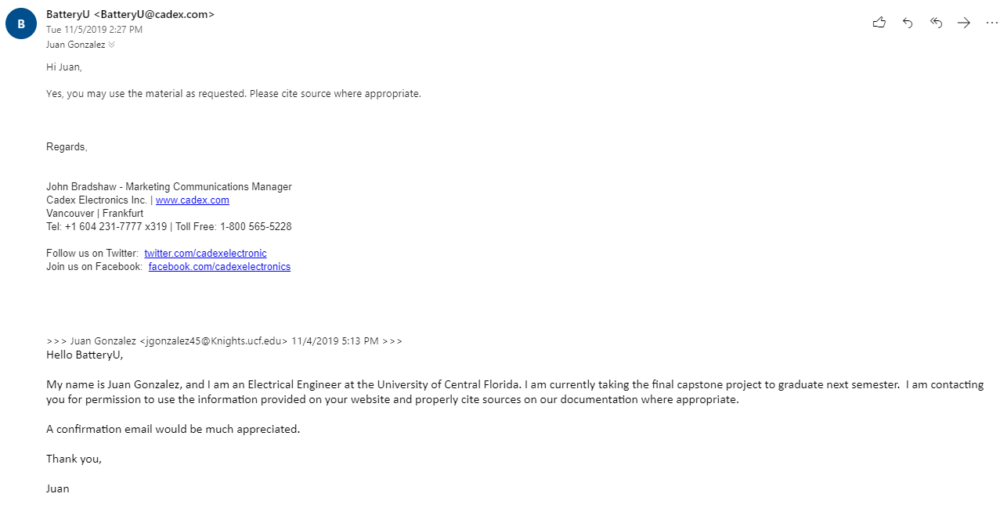 B
BatteryU <BatteryU@cadex.com>
Tue 11/5/2019 2:27 PM
Juan Gonzalez
Hi Juan,
Yes, you may use the material as requested. Please cite source where appropriate.
Regards,
John Bradshaw - Marketing Communications Manager
Cadex Electronics Inc. | www.cadex.com
Vancouver | Frankfurt
Tel: +1 604 231-7777 x319 | Toll Free: 1-800 565-5228
Follow us on Twitter: twitter.com/cadexelectronic
Join us on Facebook: facebook.com/cadexelectronics
>>> Juan Gonzalez <jgonzalez45@Knights.ucf.edu> 11/4/2019 5:13 PM >>>
Hello BatteryU,
My name is Juan Gonzalez, and I am an Electrical Engineer at the University of Central Florida. I am currently taking the final capstone project to graduate next semester.  I am contacting
you for permission to use the information provided on your website and properly cite sources on our documentation where appropriate.
A confirmation email would be much appreciated.
Thank you,
Juan